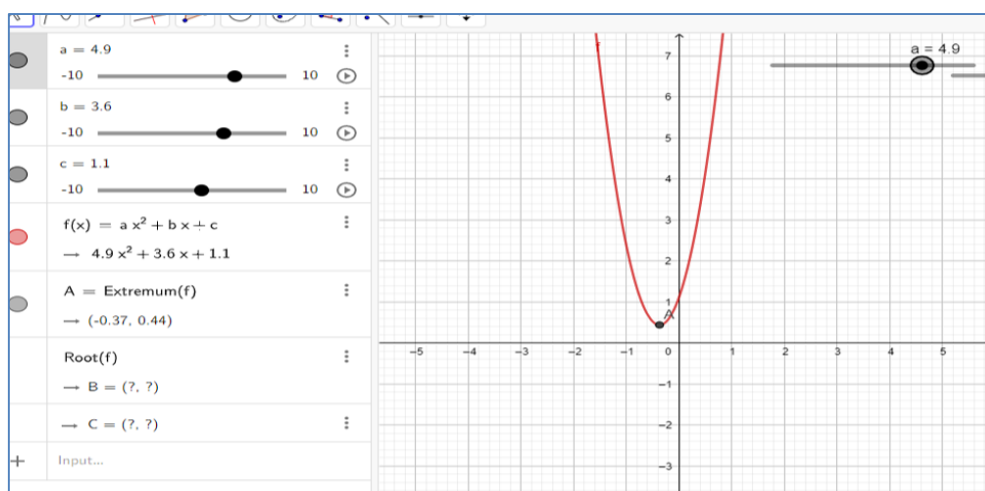 a = 4.9
-10 10
b = 3.6
-10 10
c = 1.1
-10 10
f(x) = a x² + b x + c
→ 4.9 x² + 3.6 x + 1.1
A = Extremum(f)
→ (-0.37, 0.44)
Root(f)
→ B = (?, ?)
→ C = (?, ?)
+ Input...
f
a = 4.9
7
6
5
4
3
2
1
A
-5 -4 -3 -2 -1 0 1 2 3 4 5
-1
-2
-3